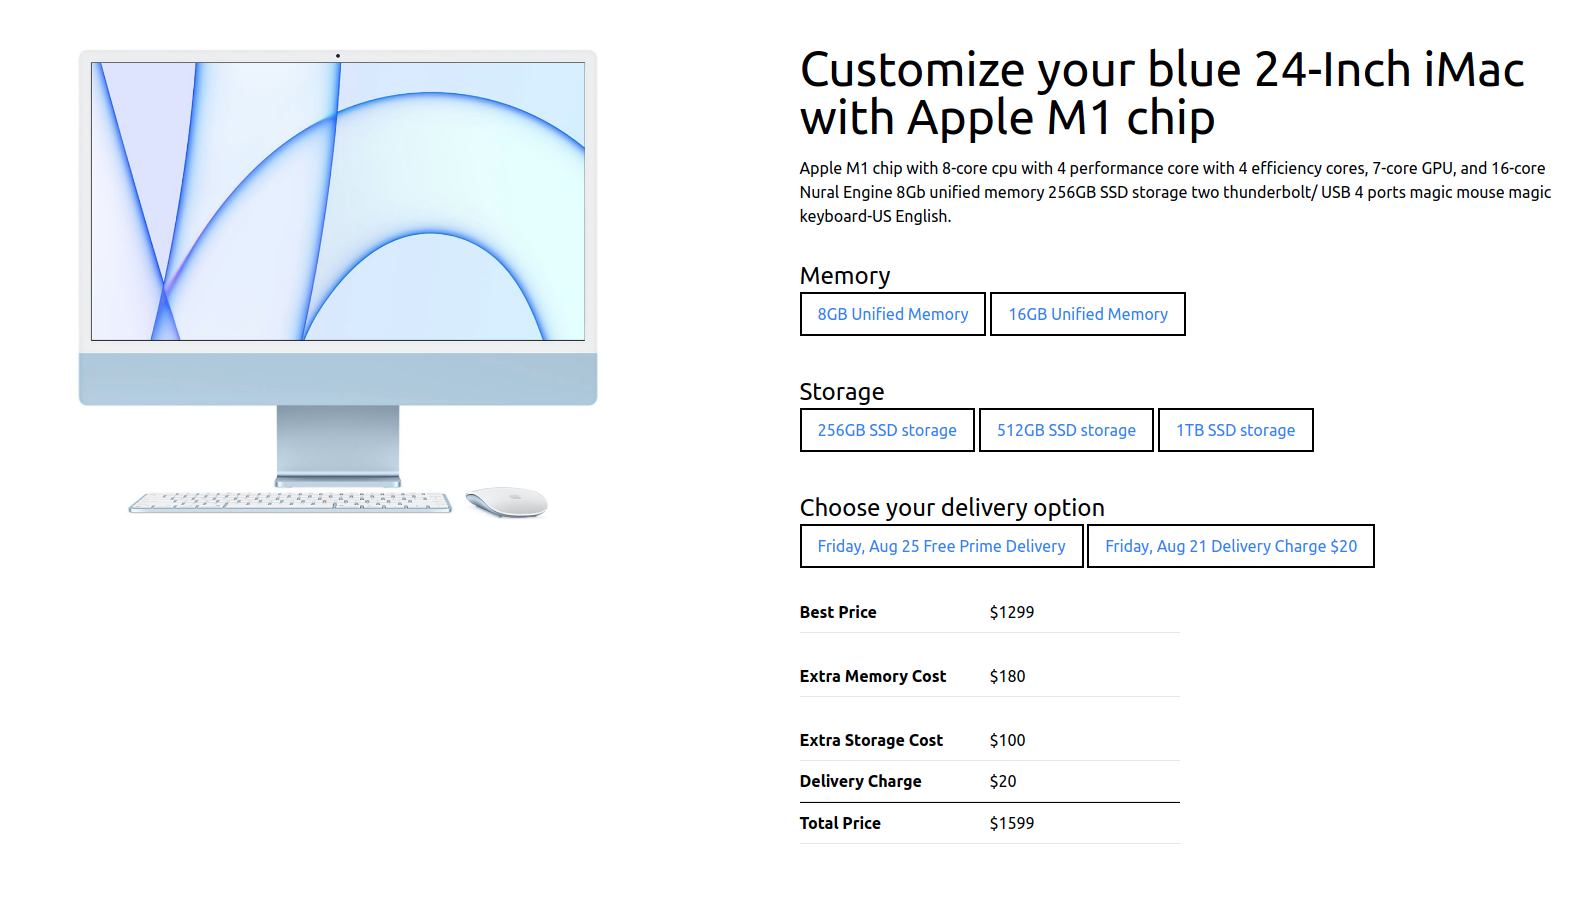 Customize your blue 24-Inch iMac
with Apple M1 chip
Apple M1 chip with 8-core cpu with 4 performance core with 4 efficiency cores, 7-core GPU, and 16-core
Nural Engine 8Gb unified memory 256GB SSD storage two thunderbolt/ USB 4 ports magic mouse magic
keyboard-US English.
Memory
8GB Unified Memory 16GB Unified Memory
Storage
256GB SSD storage 512GB SSD storage 1TB SSD storage
Choose your delivery option
Friday, Aug 25 Free Prime Delivery Friday, Aug 21 Delivery Charge $20
Best Price $1299
Extra Memory Cost $180
Extra Storage Cost $100
Delivery Charge $20
Total Price $1599